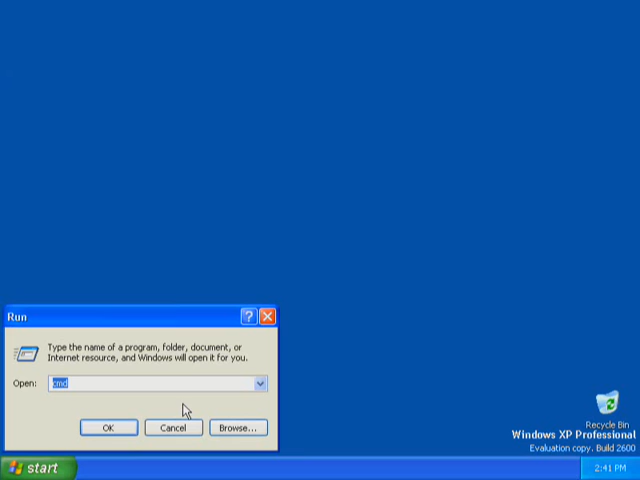 Run
Type the name of a program, folder, document, or
Internet resource, and Windows will open it for you.
Open: cmd
OK Cancel Browse...
Recycle Bin
Windows XP Professional
Evaluation copy. Build 2600
start 2:41 PM